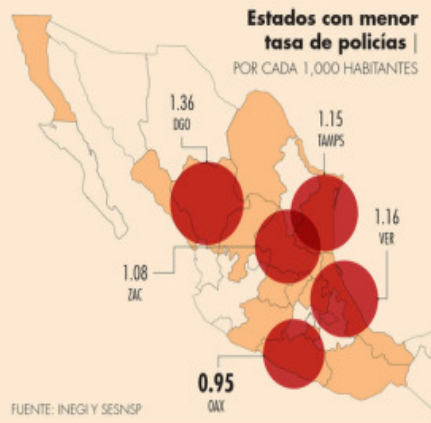 Estados con menor
tasa de policías |
POR CADA 1,000 HABITANTES
1.36
DGO
1.15
TAMPS
1.16
VER
1.08
ZAC
0.95
OAX
FUENTE: INEGI Y SESNSP